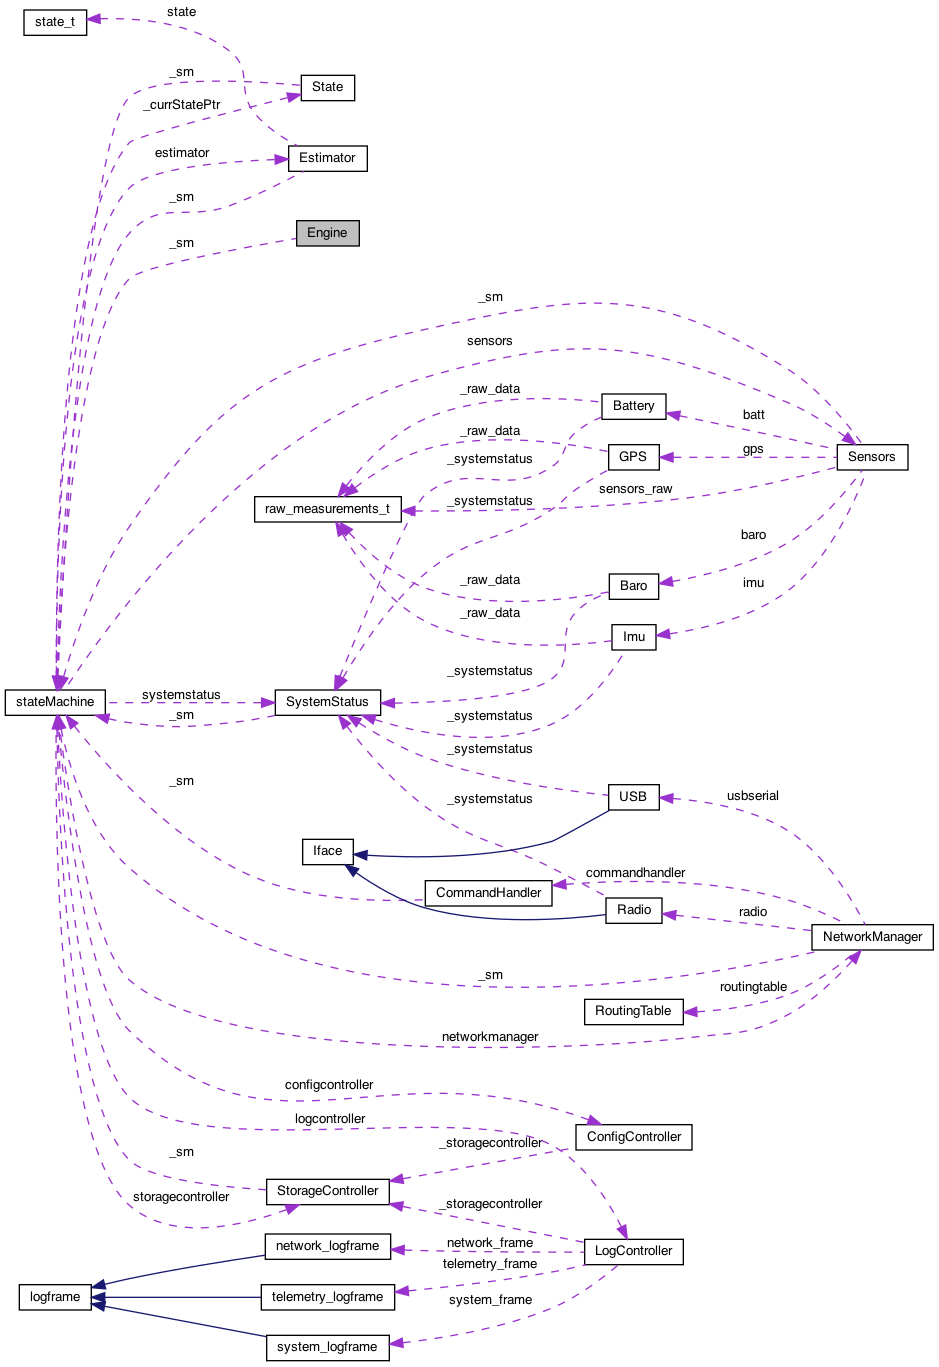 state
state_t
_sm
State
_currStatePtr
estimator
Estimator
_sm
Engine
_sm
_sm
sensors
_raw_data
Battery
batt
_raw_data
GPS
gps
Sensors
_systemstatus
sensors_raw
_systemstatus
raw_measurements_t
baro
_raw_data
Baro
imu
_raw_data
Imu
_systemstatus
stateMachine
systemstatus
SystemStatus
_sm
_systemstatus
_systemstatus
_sm
_systemstatus
USB
usbserial
Iface
commandhandler
CommandHandler
Radio
radio
NetworkManager
_sm
routingtable
RoutingTable
networkmanager
configcontroller
logcontroller
ConfigController
_storagecontroller
_sm
StorageController
storagecontroller
_storagecontroller
network_logframe
network_frame
LogController
telemetry_frame
logframe
telemetry_logframe
system_frame
system_logframe